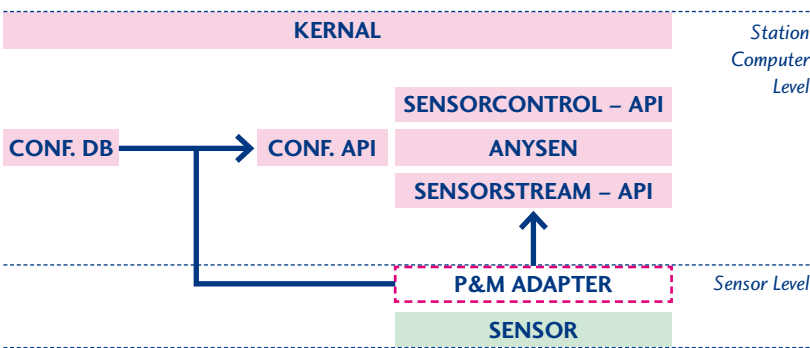 KERNAL
Station
Computer
Level
SENSORCONTROL – API
CONF. DB
CONF. API
ANYSEN
SENSORSTREAM – API
P&M ADAPTER
Sensor Level
SENSOR